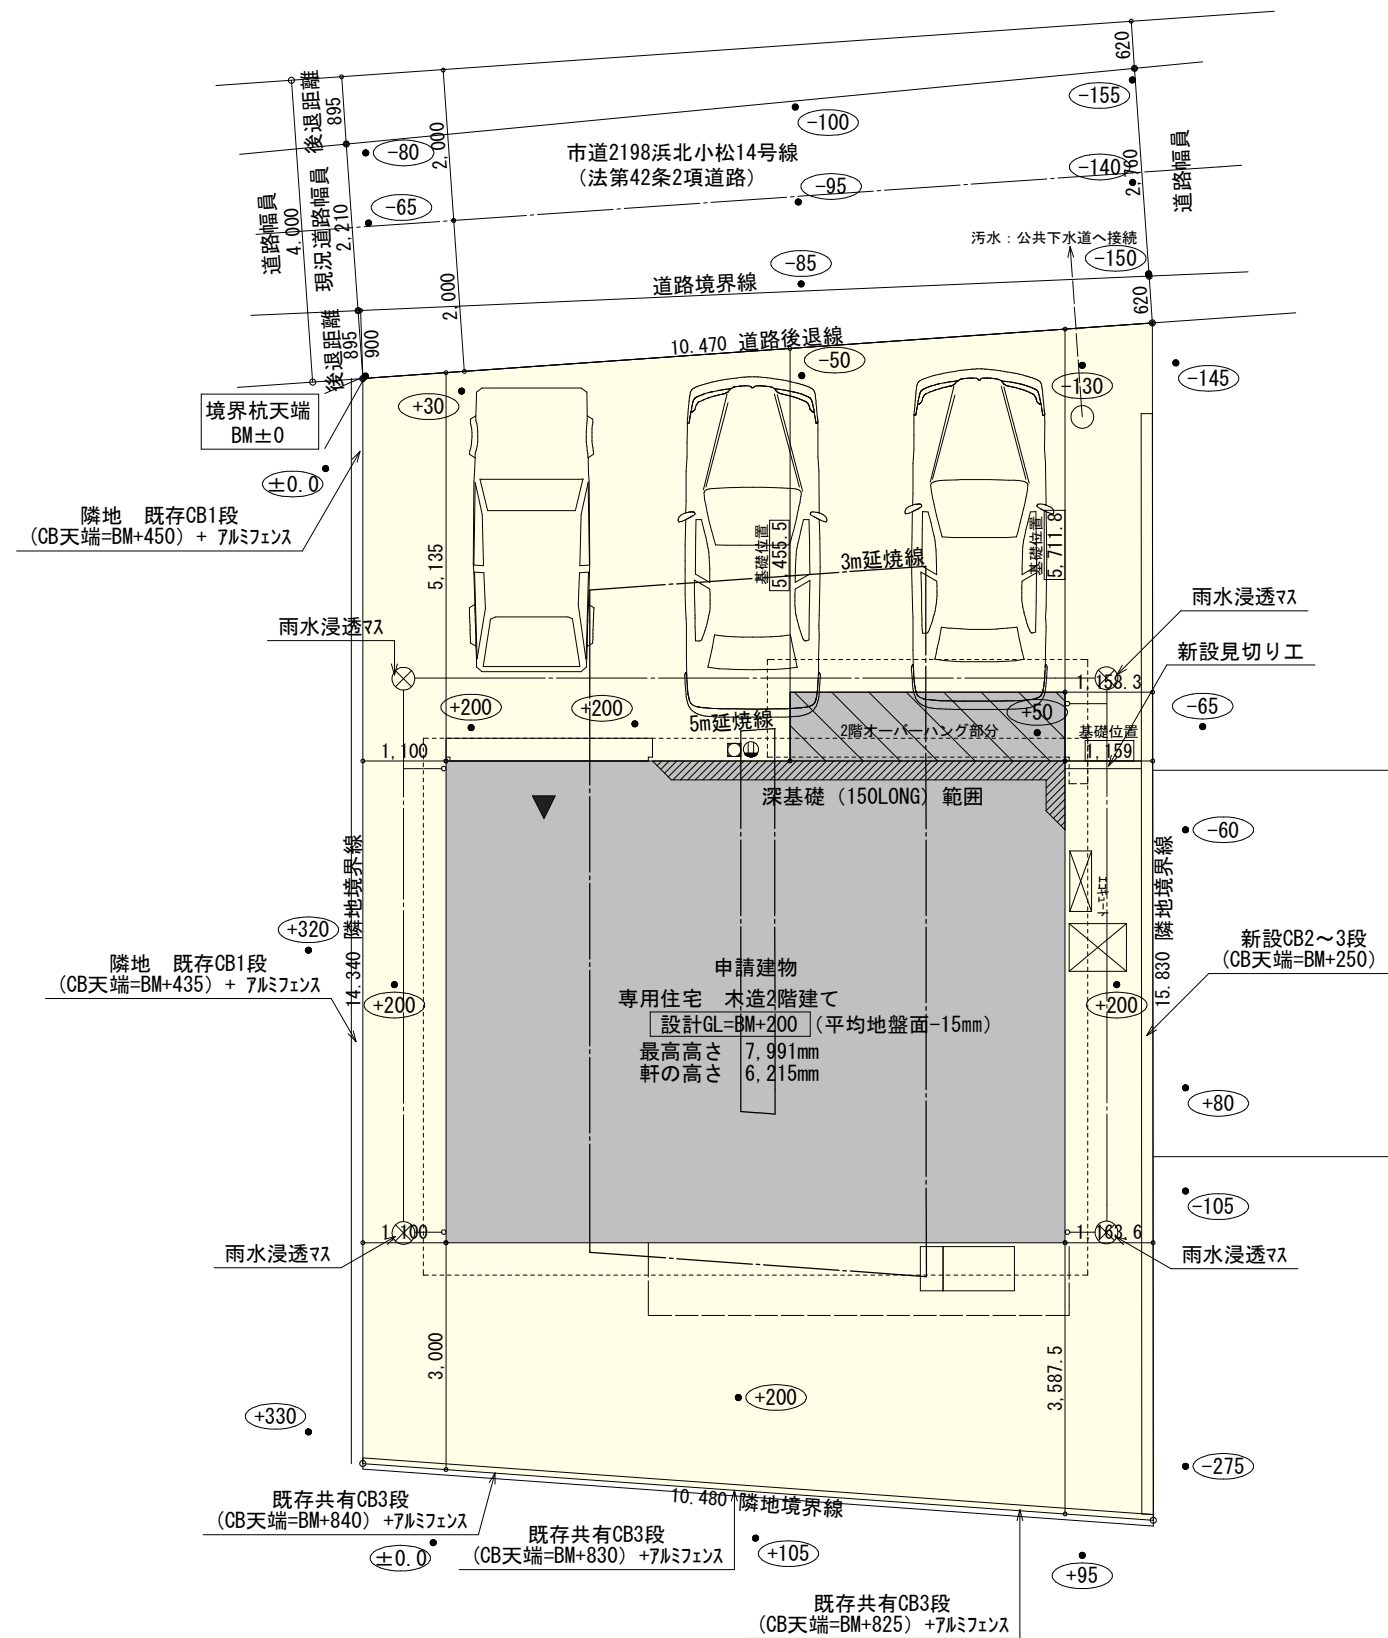 620
後退距離
895
2,000
-155
-100
-80
市道2198浜北小松14号線
(法第42条2項道路)
-140
2,760
道路幅員
道路幅員
4.000
現況道路幅員
2,210
-65
-95
汚水：公共下水道へ接続
-85
-150
道路境界線
2,000
620
後退距離
895
900
10.470 道路後退線
-50
-130
-145
+30
境界杭天端
BM±0
±0.0
隣地　既存CB1段
(CB天端=BM+450) + アルミフェンス
5,135
基礎位置
5,455.5
基礎位置
5,711.8
3m延焼線
雨水浸透マス
雨水浸透マス
新設見切り工
1,158.3
+200
+200
5m延焼線
+50
-65
2階オーバーハング部分
基礎位置
1,159
1,100
深基礎 (150LONG) 範囲
-60
エコキュート
14.340 隣地境界線
15.830 隣地境界線
+320
隣地　既存CB1段
(CB天端=BM+435) + アルミフェンス
+200
申請建物
専用住宅　木造2階建て
設計GL=BM+200 (平均地盤面-15mm)
最高高さ　7,991mm
軒の高さ　6,215mm
+200
新設CB2～3段
(CB天端=BM+250)
+80
-105
1,100
1,163.6
雨水浸透マス
雨水浸透マス
3,000
3,587.5
+200
+330
-275
10.480 隣地境界線
既存共有CB3段
(CB天端=BM+840) +アルミフェンス
既存共有CB3段
(CB天端=BM+830) +アルミフェンス
±0.0
+105
+95
既存共有CB3段
(CB天端=BM+825) +アルミフェンス